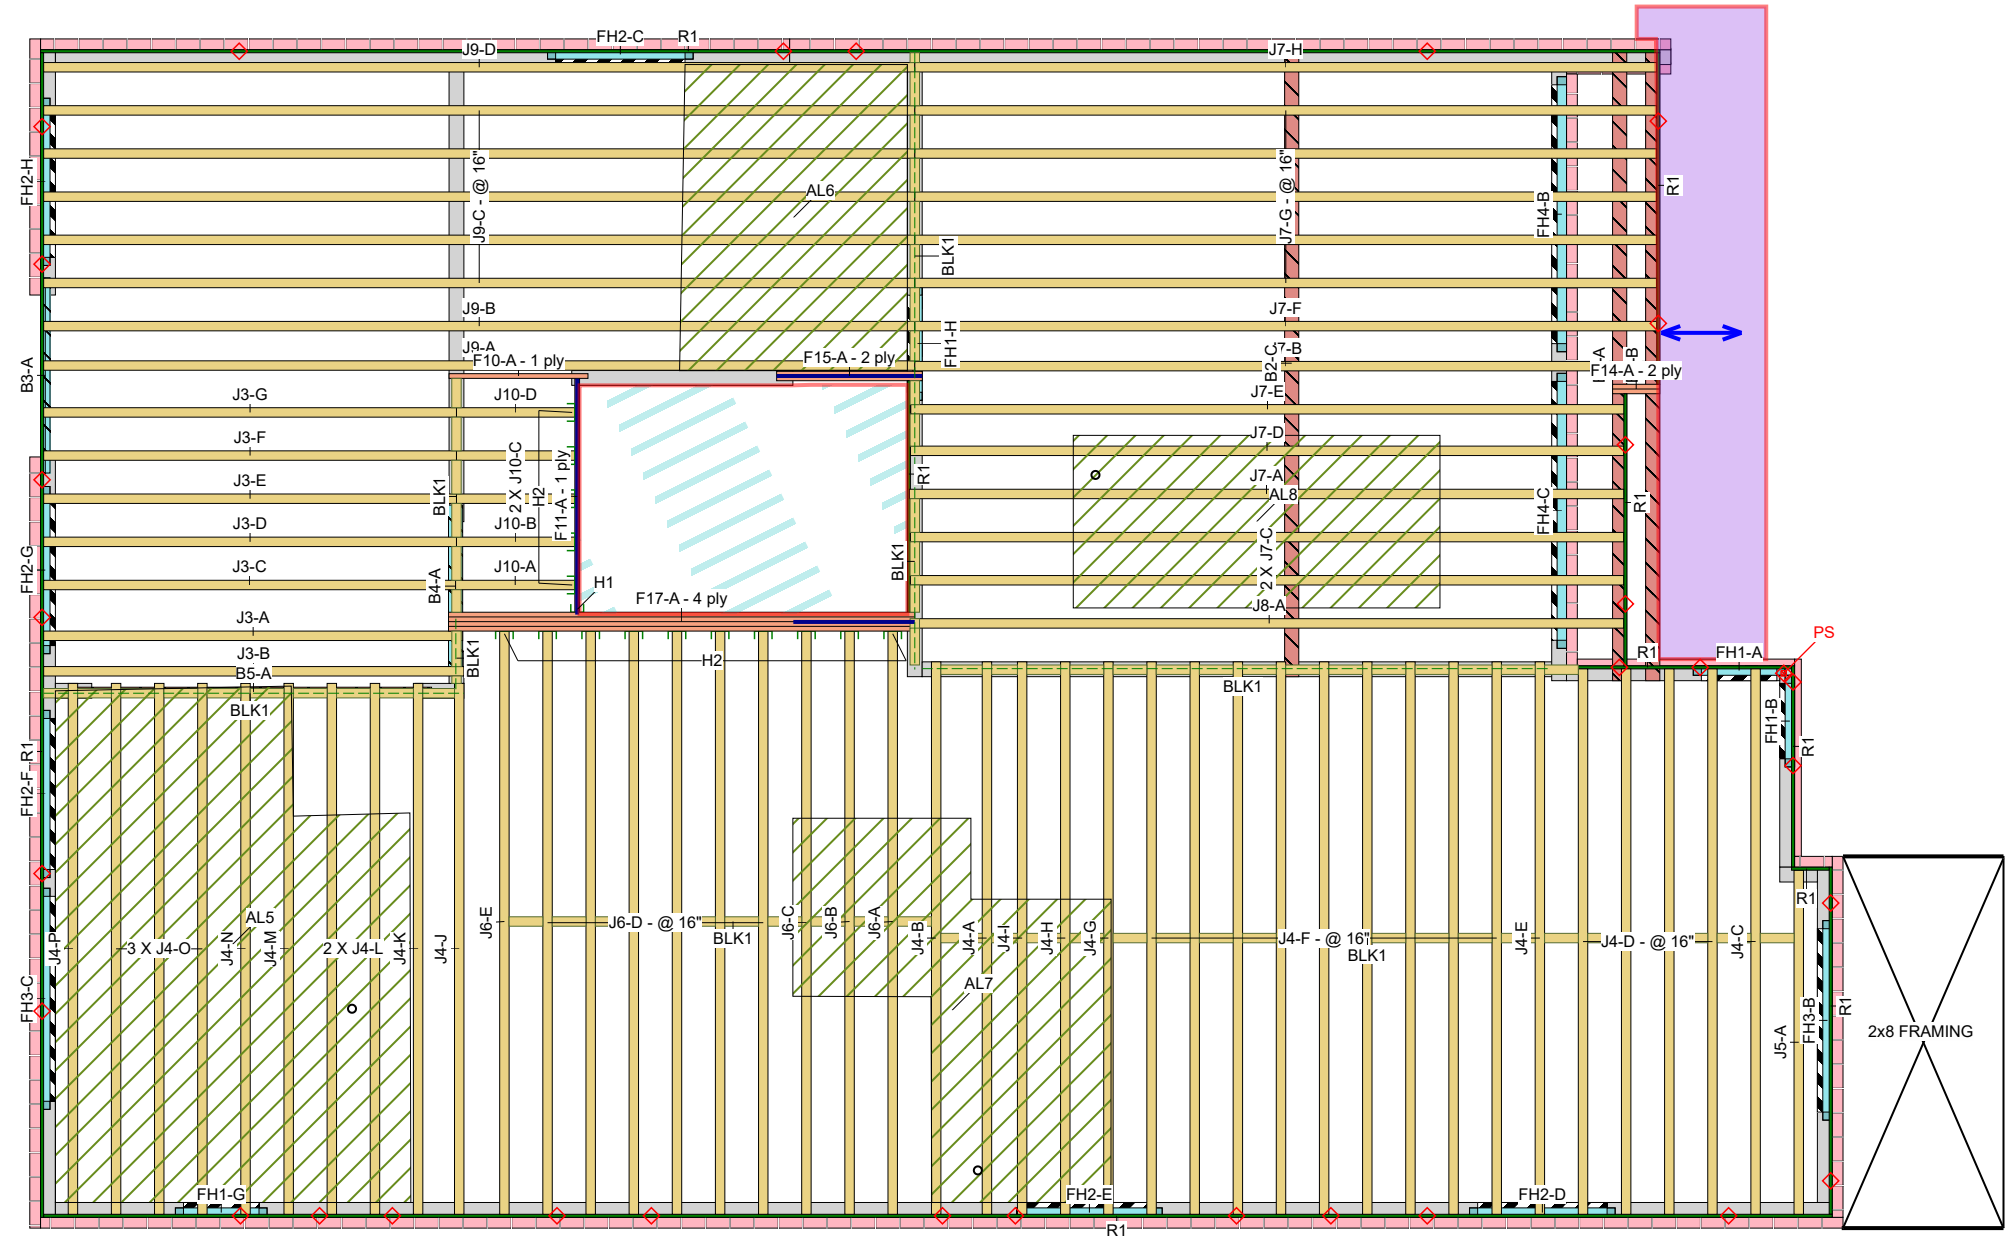 FH2-C
R1
J9-D
J7-H
FH2-H
J9-C - @ 16"
AL6
J7-G - @ 16"
FH4-B
R1
BLK1
J9-B
J7-F
J9-A
F10-A - 1 ply
F15-A - 2 ply
FH1-H
B2-C
F14-A - 2 ply
B3-A
J3-G
J10-D
J7-E
J3-F
J7-D
2 X J10-C
H2
F11-A - 1 ply
R1
J3-E
BLK1
J7-A
AL8
FH4-C
R1
J3-D
J10-B
FH2-G
J3-C
J10-A
B4-A
H1
BLK1
2 X J7-C
F17-A - 4 ply
J8-A
J3-A
PS
J3-B
BLK1
H2
R1
FH1-A
B5-A
BLK1
BLK1
FH1-B
R1
R1
FH2-F
J4-P
3 X J4-O
J4-N
AL5
J4-M
2 X J4-L
J4-K
J4-J
J6-E
J6-D - @ 16"
BLK1
J6-C
J6-B
J6-A
J4-B
J4-A
J4-I
J4-H
J4-G
J4-F - @ 16"
BLK1
J4-E
J4-D - @ 16"
J4-C
R1
FH3-C
AL7
J5-A
FH3-B
R1
2x8 FRAMING
FH1-G
FH2-E
FH2-D
R1